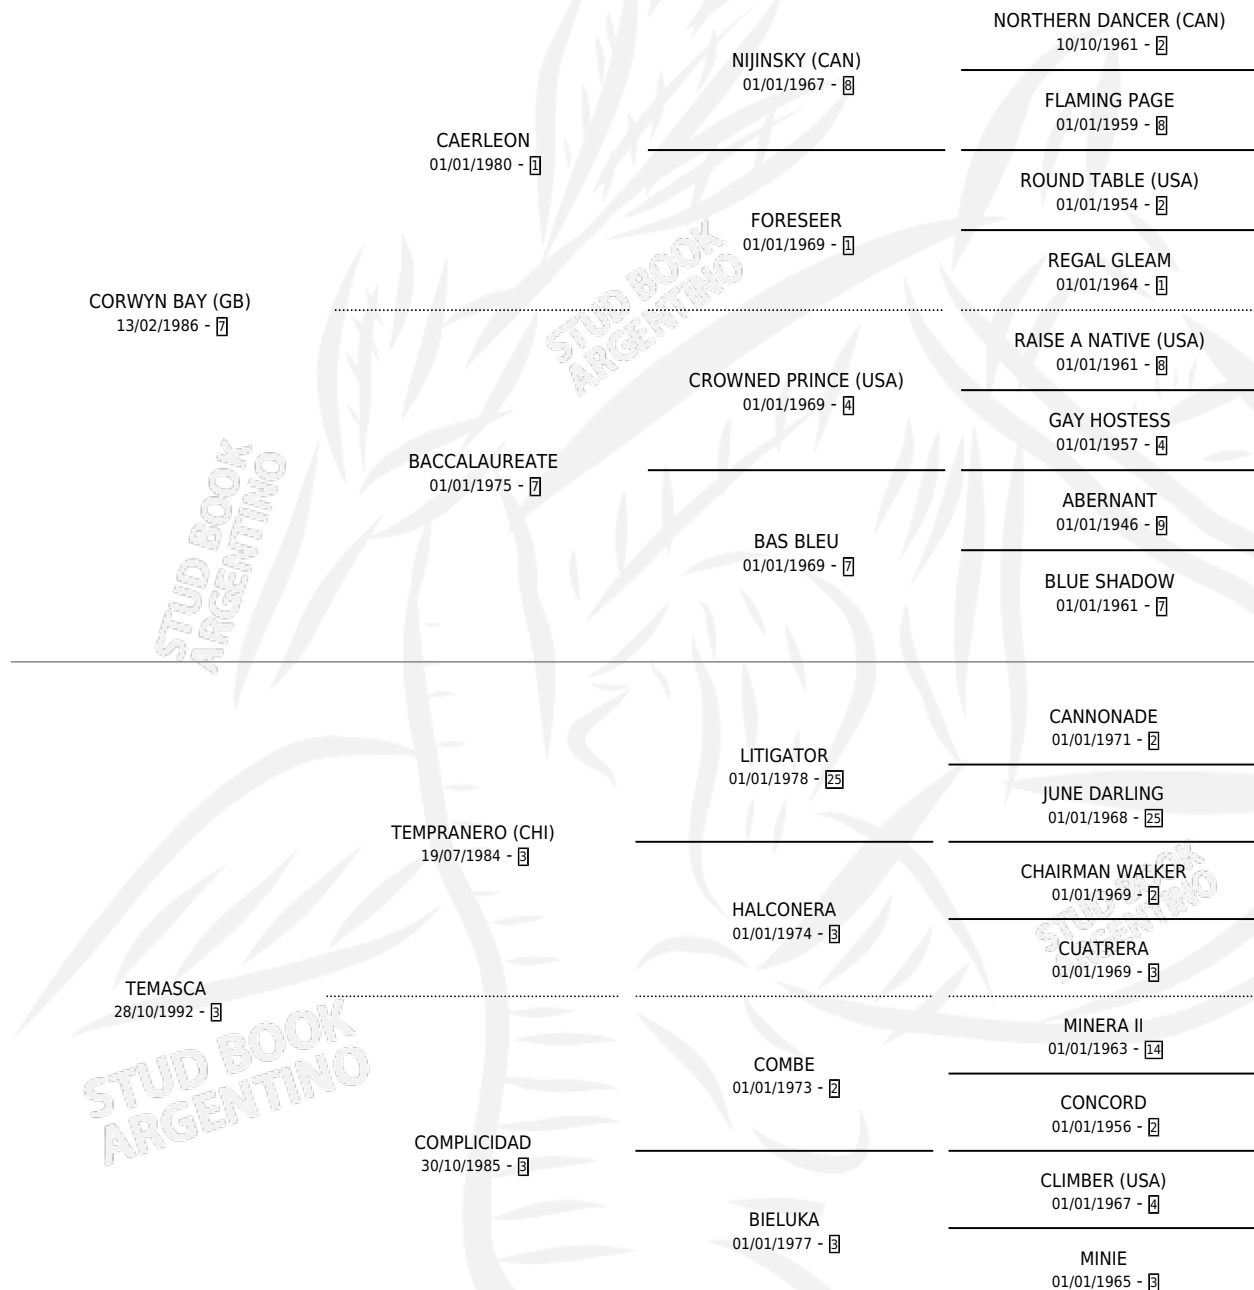 NORTHERN DANCER (CAN)
10/10/1961 - 2
NIJINSKY (CAN)
01/01/1967 - 8
FLAMING PAGE
01/01/1959 - 8
CAERLEON
01/01/1980 - 1
ROUND TABLE (USA)
01/01/1954 - 2
FORESEER
01/01/1969 - 1
REGAL GLEAM
01/01/1964 - 1
CORWYN BAY (GB)
13/02/1986 - 7
RAISE A NATIVE (USA)
01/01/1961 - 8
CROWNED PRINCE (USA)
01/01/1969 - 4
GAY HOSTESS
01/01/1957 - 4
BACCALAUREATE
01/01/1975 - 7
ABERNANT
01/01/1946 - 9
BAS BLEU
01/01/1969 - 7
BLUE SHADOW
01/01/1961 - 7
CANNONADE
01/01/1971 - 2
LITIGATOR
01/01/1978 - 25
JUNE DARLING
01/01/1968 - 25
TEMPRANERO (CHI)
19/07/1984 - 3
CHAIRMAN WALKER
01/01/1969 - 2
HALCONERA
01/01/1974 - 3
CUATRERA
01/01/1969 - 3
TEMASCA
28/10/1992 - 3
MINERA II
01/01/1963 - 14
COMBE
01/01/1973 - 2
CONCORD
01/01/1956 - 2
COMPLICIDAD
30/10/1985 - 3
CLIMBER (USA)
01/01/1967 - 4
BIELUKA
01/01/1977 - 3
MINIE
01/01/1965 - 3
STUD BOOK
ARGENTINO
STUD BOOK
ARGENTINO
STUD BOOK
ARGENTINO
STUD BOOK
ARGENTINO